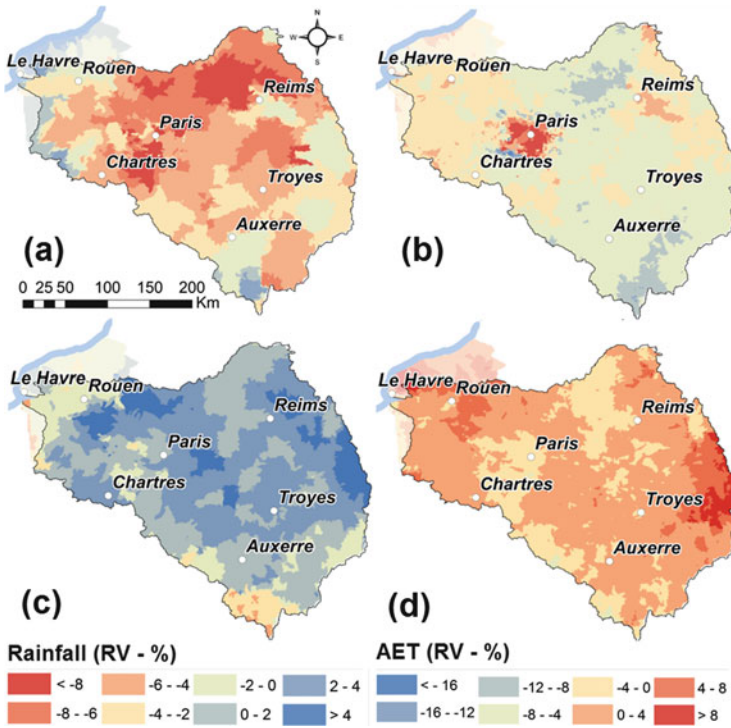 N
W E
S
Le Havre
Rouen
Reims
Paris
Chartres
Troyes
Auxerre
(a)
0 25 50 100 150 200
Km
Le Havre
Rouen
Reims
Paris
Chartres
Troyes
Auxerre
(b)
Le Havre
Rouen
Reims
Paris
Chartres
Troyes
Auxerre
(c)
Le Havre
Rouen
Reims
Paris
Chartres
Troyes
Auxerre
(d)
Rainfall (RV - %)
< -8 -6 - -4 -2 - 0 2 - 4
-8 - -6 -4 - -2 0 - 2 > 4
AET (RV - %)
< - 16 -12 - -8 -4 - 0 4 - 8
-16 - -12 -8 - -4 0 - 4 > 8